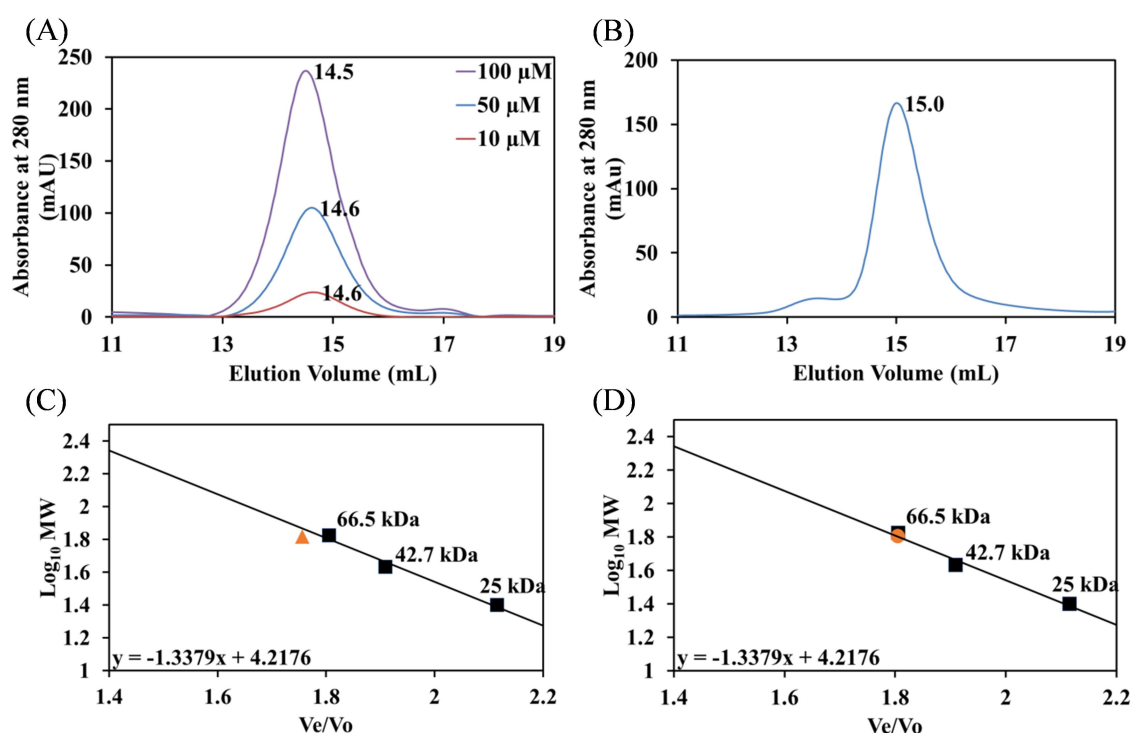 (A)
250
200
150
100
50
0
Absorbance at 280 nm
(mAU)
14.5
14.6
14.6
100 µM
50 µM
10 µM
11 13 15 17 19
Elution Volume (mL)
(B)
200
150
100
50
0
Absorbance at 280 nm
(mAu)
15.0
11 13 15 17 19
Elution Volume (mL)
(C)
2.4
2.2
2
1.8
1.6
1.4
1.2
1
Log10 MW
66.5 kDa
42.7 kDa
25 kDa
y = -1.3379x + 4.2176
1.4 1.6 1.8 2 2.2
Ve/Vo
(D)
2.4
2.2
2
1.8
1.6
1.4
1.2
1
Log10 MW
66.5 kDa
42.7 kDa
25 kDa
y = -1.3379x + 4.2176
1.4 1.6 1.8 2 2.2
Ve/Vo